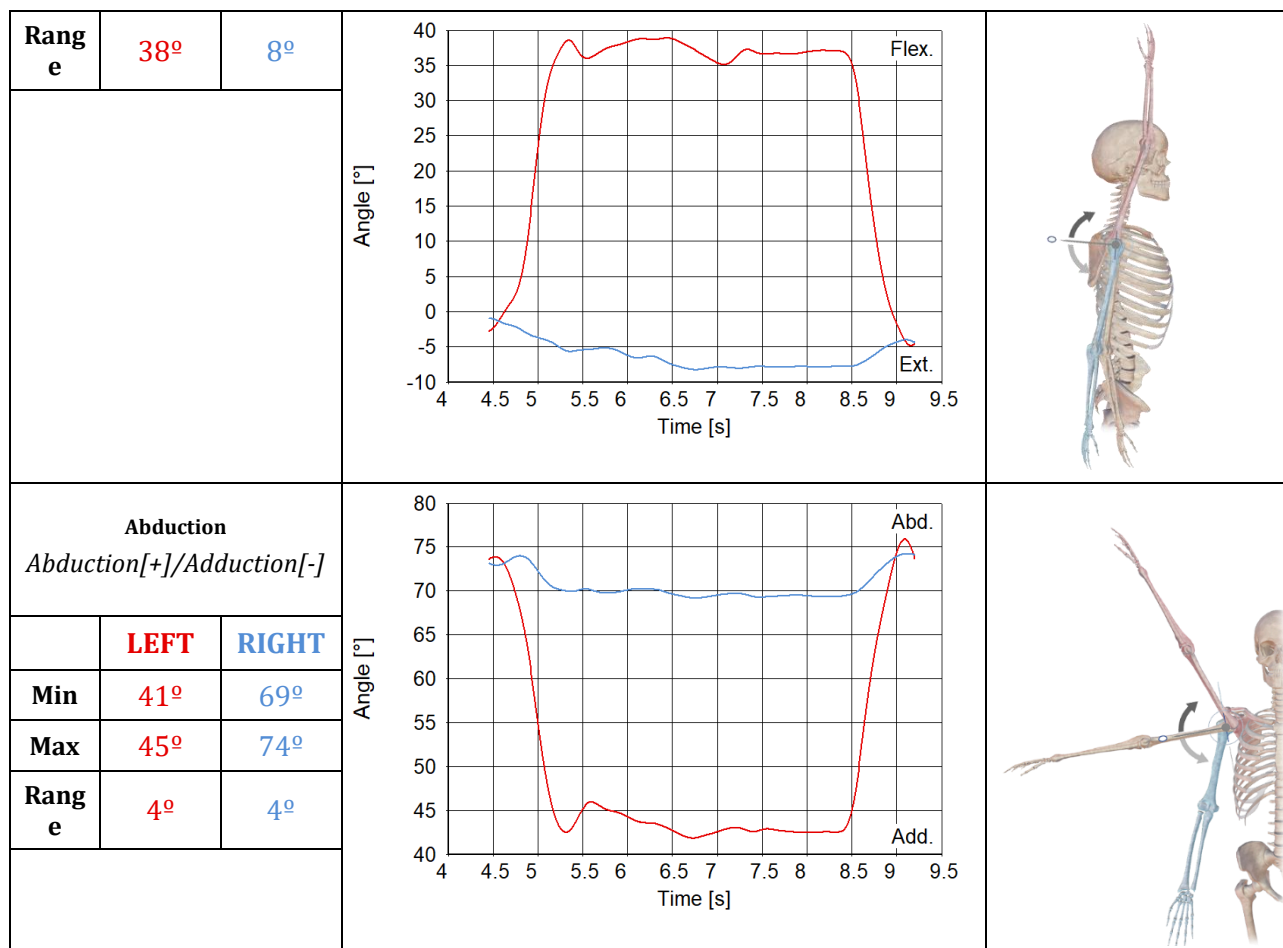 Rang
e
38º
8º
40
35
30
25
20
15
10
5
0
-5
-10
Angle [°]
Flex.
Ext.
4
4.5
5
5.5
6
6.5
7
7.5
8
8.5
9
9.5
Time [s]
Abduction
Abduction[+]/Adduction[-]
LEFT RIGHT
Min 41º 69º
Max 45º 74º
Rang
e
4º 4º
80
75
70
65
60
55
50
45
40
Angle [°]
Abd.
Add.
4
4.5
5
5.5
6
6.5
7
7.5
8
8.5
9
9.5
Time [s]